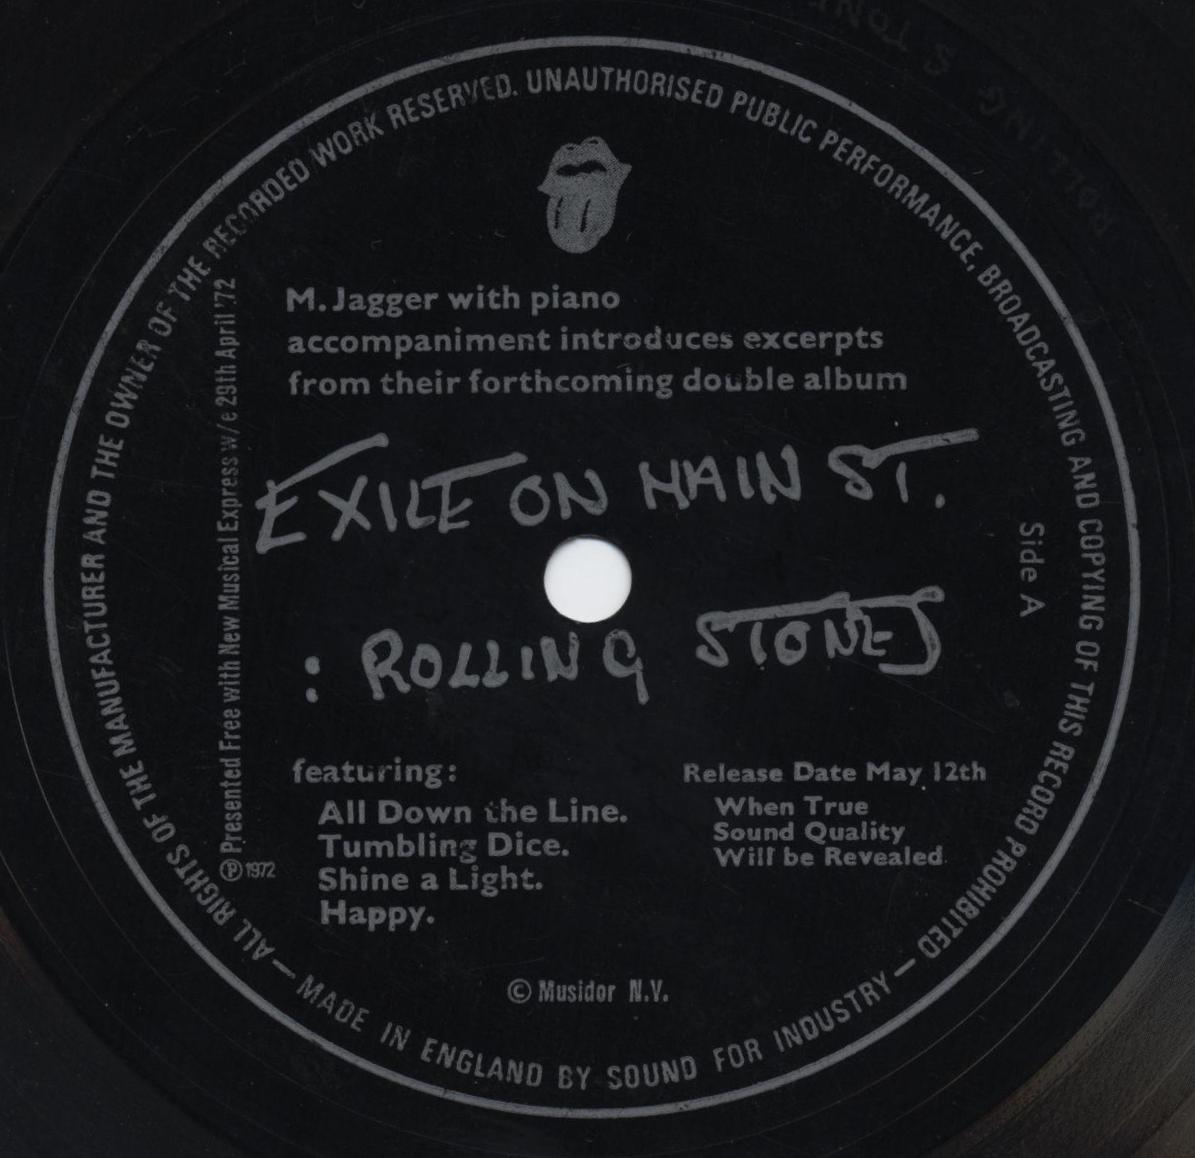 ALL RIGHTS OF THE MANUFACTURER AND THE OWNER OF THE RECORDED WORK RESERVED. UNAUTHORISED PUBLIC PERFORMANCE, BROADCASTING AND COPYING OF THIS RECORD PROHIBITED
— MADE IN ENGLAND BY SOUND FOR INDUSTRY —
M. Jagger with piano
accompaniment introduces excerpts
from their forthcoming double album
EXILE ON MAIN ST.
: ROLLING STONES
Side A
Ⓟ 1972
Presented Free with New Musical Express w/e 29th April '72
featuring:
All Down the Line.
Tumbling Dice.
Shine a Light.
Happy.
Release Date May 12th
When True
Sound Quality
Will be Revealed
© Musidor N.V.